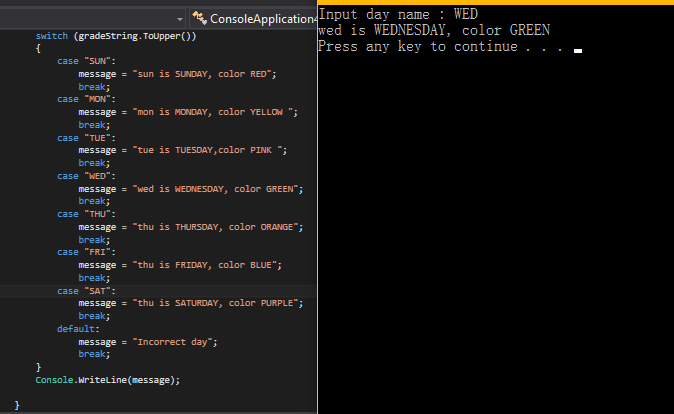 ConsoleApplication4
switch (gradeString.ToUpper())
{
case "SUN":
message = "sun is SUNDAY, color RED";
break;
case "MON":
message = "mon is MONDAY, color YELLOW ";
break;
case "TUE":
message = "tue is TUESDAY,color PINK ";
break;
case "WED":
message = "wed is WEDNESDAY, color GREEN";
break;
case "THU":
message = "thu is THURSDAY, color ORANGE";
break;
case "FRI":
message = "thu is FRIDAY, color BLUE";
break;
case "SAT":
message = "thu is SATURDAY, color PURPLE";
break;
default:
message = "Incorrect day";
break;
}
Console.WriteLine(message);
}
Input day name : WED
wed is WEDNESDAY, color GREEN
Press any key to continue . . .